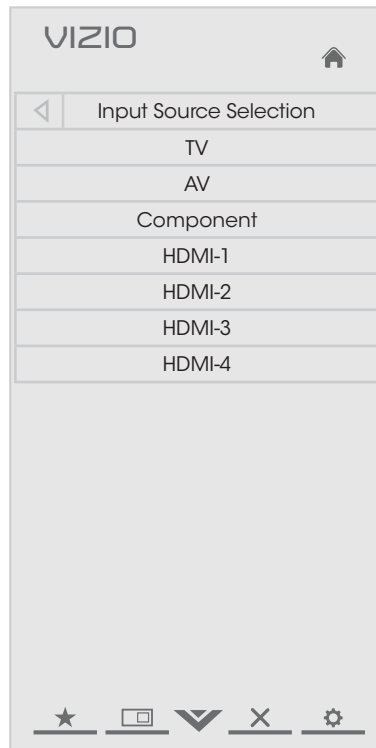 VIZIO
Input Source Selection
TV
AV
Component
HDMI-1
HDMI-2
HDMI-3
HDMI-4